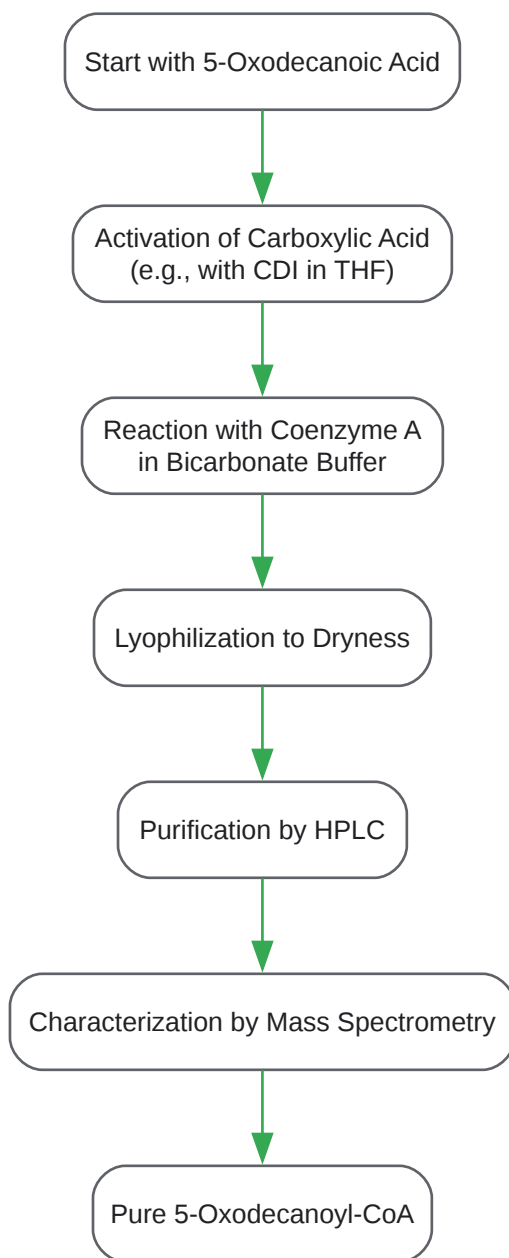 Start with 5-Oxodecanoic Acid
Activation of Carboxylic Acid
(e.g., with CDI in THF)
Reaction with Coenzyme A
in Bicarbonate Buffer
Lyophilization to Dryness
Purification by HPLC
Characterization by Mass Spectrometry
Pure 5-Oxodecanoyl-CoA